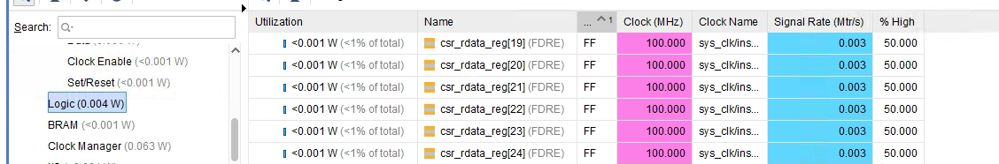 Search:
Utilization Name ... 1 Clock (MHz) Clock Name Signal Rate (Mtr/s) % High
<0.001 W (<1% of total) csr_rdata_reg[19] (FDRE) FF 100.000 sys_clk/ins... 0.003 50.000
Clock Enable (<0.001 W)
<0.001 W (<1% of total) csr_rdata_reg[20] (FDRE) FF 100.000 sys_clk/ins... 0.003 50.000
Set/Reset (<0.001 W)
<0.001 W (<1% of total) csr_rdata_reg[21] (FDRE) FF 100.000 sys_clk/ins... 0.003 50.000
Logic (0.004 W)
<0.001 W (<1% of total) csr_rdata_reg[22] (FDRE) FF 100.000 sys_clk/ins... 0.003 50.000
BRAM (<0.001 W)
<0.001 W (<1% of total) csr_rdata_reg[23] (FDRE) FF 100.000 sys_clk/ins... 0.003 50.000
Clock Manager (0.063 W)
<0.001 W (<1% of total) csr_rdata_reg[24] (FDRE) FF 100.000 sys_clk/ins... 0.003 50.000